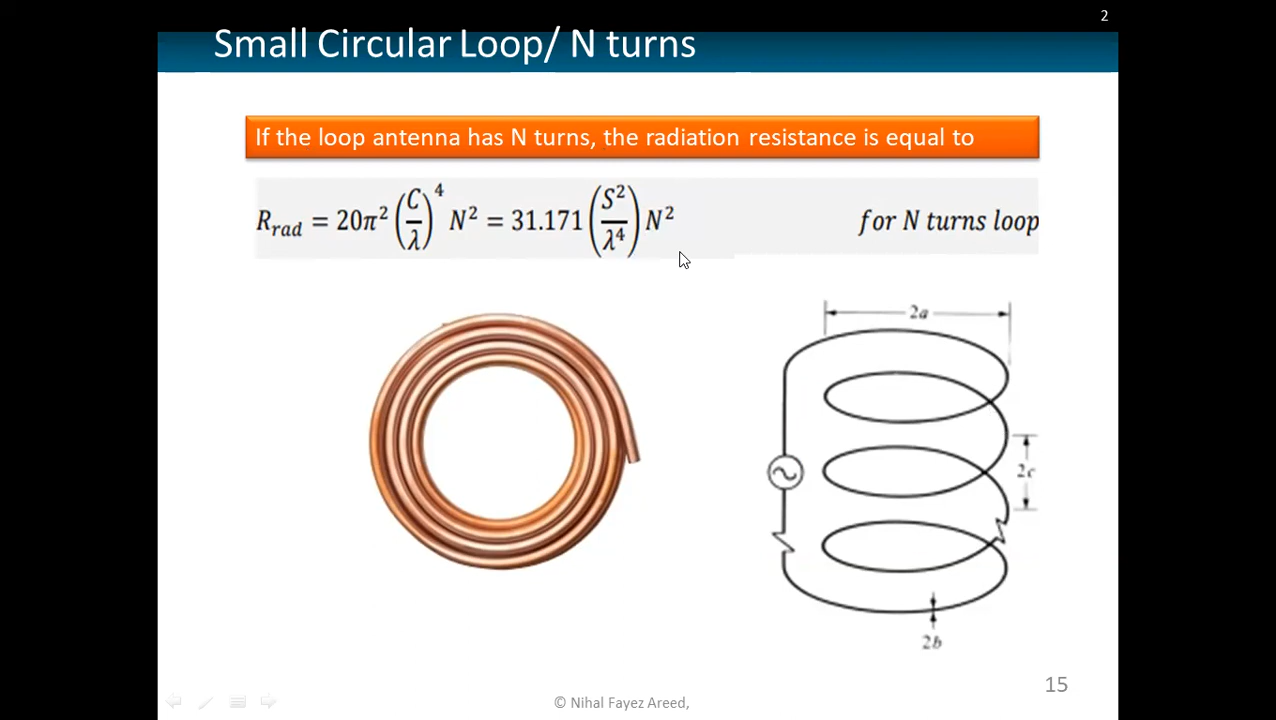 2
Small Circular Loop/ N turns
If the loop antenna has N turns, the radiation resistance is equal to
R_rad = 20π² (C/λ)⁴ N² = 31.171 (S²/λ⁴) N² for N turns loop
2a
2c
2b
15
© Nihal Fayez Areed,